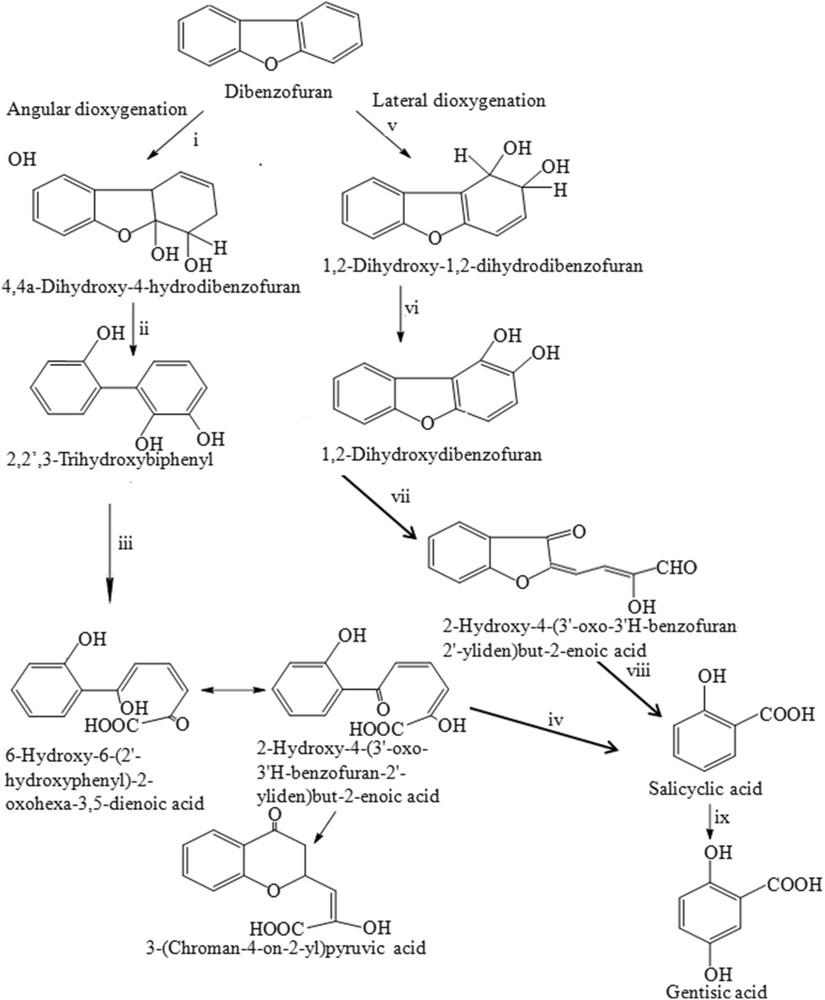 O
Dibenzofuran
Angular dioxygenation
Lateral dioxygenation
i
v
OH
O
OH
H
OH
4,4a-Dihydroxy-4-hydrodibenzofuran
H
OH
OH
H
O
1,2-Dihydroxy-1,2-dihydrodibenzofuran
ii
vi
OH
OH
OH
2,2’,3-Trihydroxybiphenyl
OH
OH
O
1,2-Dihydroxydibenzofuran
iii
vii
O
O
CHO
OH
2-Hydroxy-4-(3'-oxo-3'H-benzofuran
2'-yliden)but-2-enoic acid
viii
OH
OH
HOOC
O
6-Hydroxy-6-(2'-
hydroxyphenyl)-2-
oxohexa-3,5-dienoic acid
OH
O
HOOC
OH
2-Hydroxy-4-(3'-oxo-
3'H-benzofuran-2'-
yliden)but-2-enoic acid
iv
OH
COOH
Salicyclic acid
ix
O
O
HOOC
OH
3-(Chroman-4-on-2-yl)pyruvic acid
OH
COOH
OH
Gentisic acid